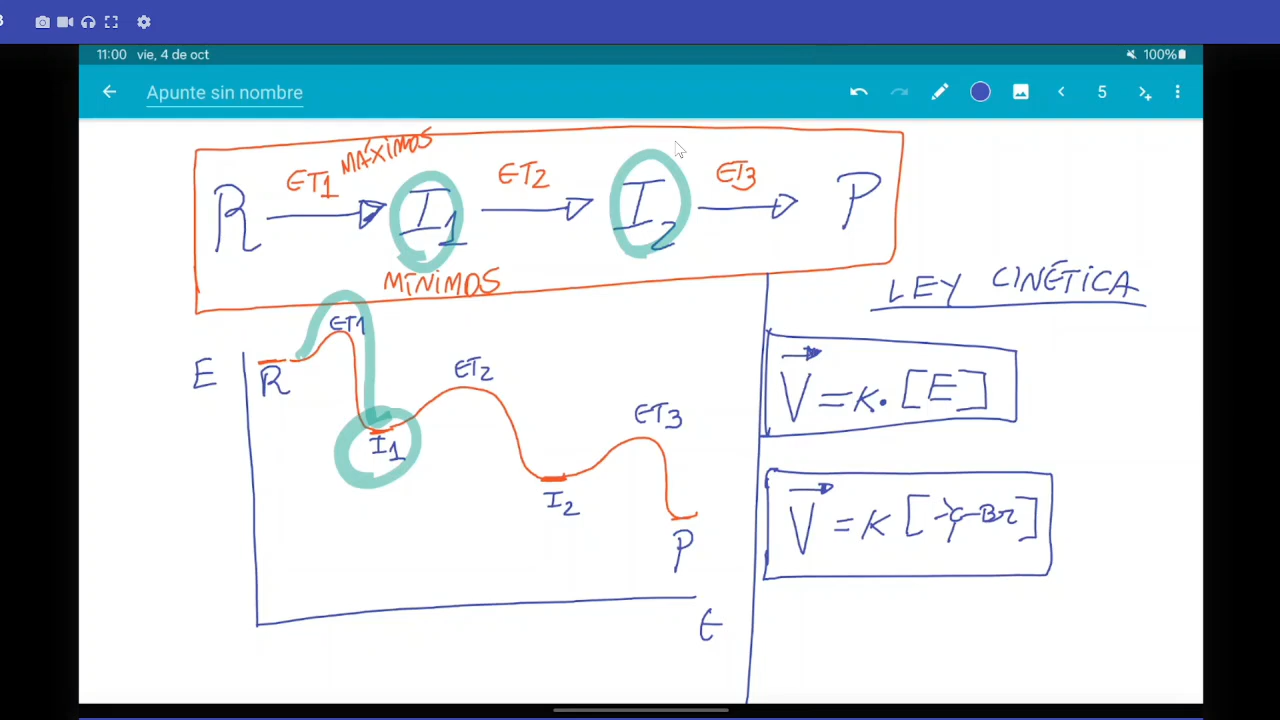 11:00 vie, 4 de oct 100%
Apunte sin nombre 5
ET1 MÁXIMOS ET2 ET3
R I1 I2 P
MÍNIMOS
LEY CINÉTICA
E R ET1 I1 ET2 I2 ET3 P t
V = K · [E]
V = K [-C-Br]